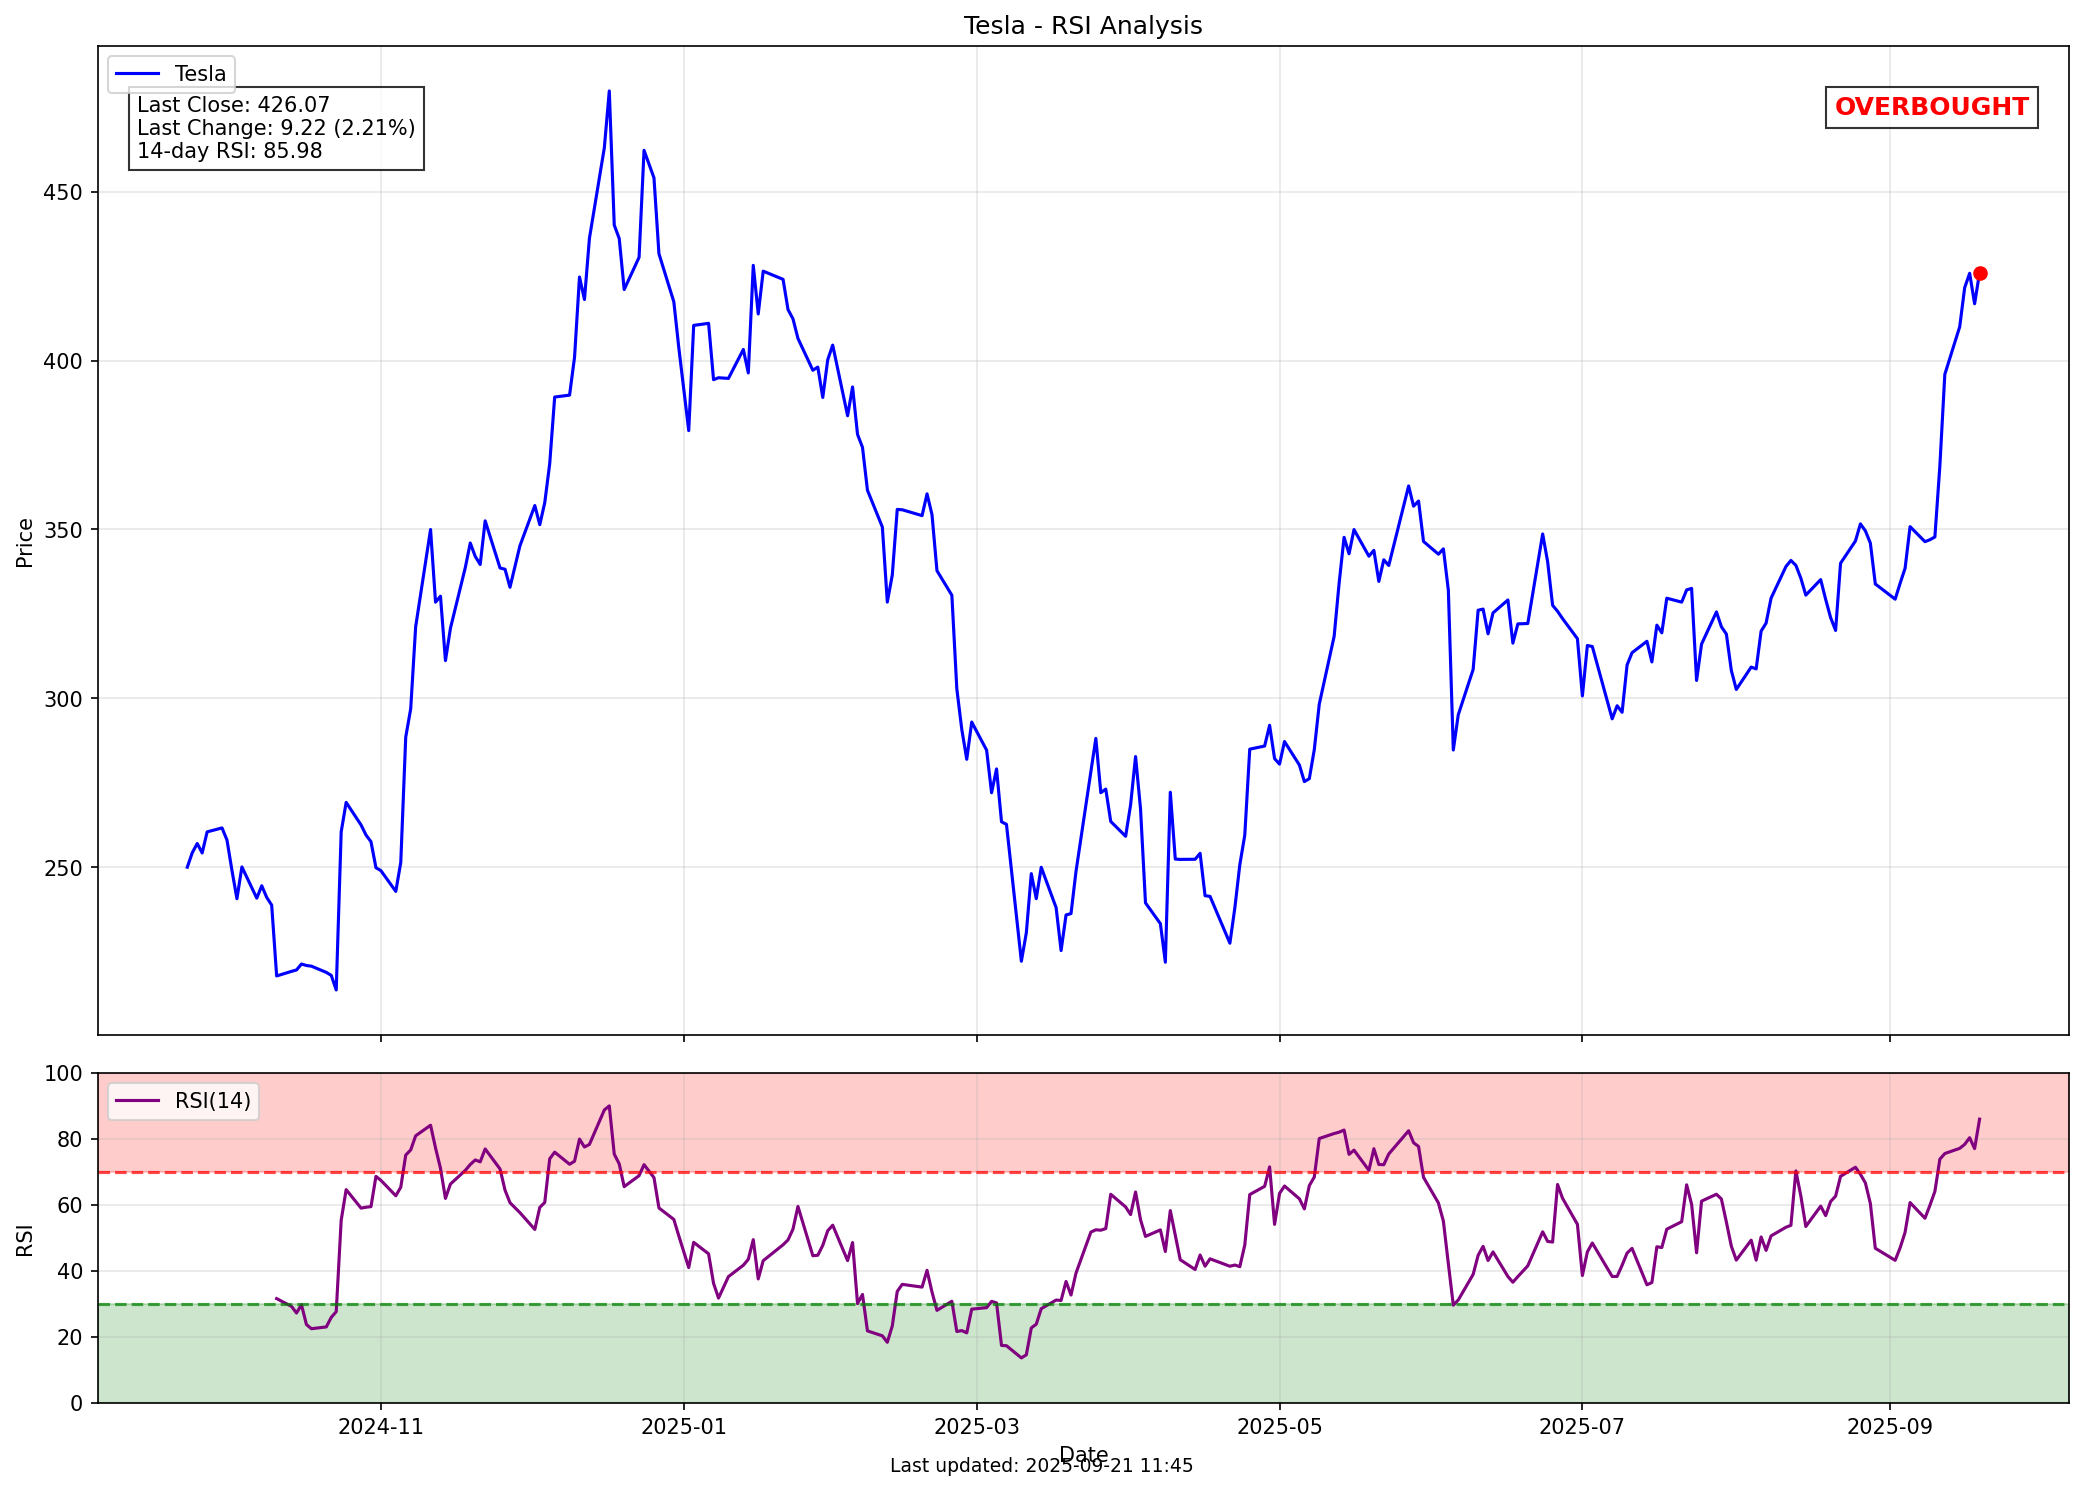 Tesla - RSI Analysis
Tesla
Last Close: 426.07
Last Change: 9.22 (2.21%)
14-day RSI: 85.98
OVERBOUGHT
Price
450
400
350
300
250
RSI(14)
RSI
100
80
60
40
20
0
2024-11
2025-01
2025-03
2025-05
2025-07
2025-09
Date
Last updated: 2025-09-21 11:45